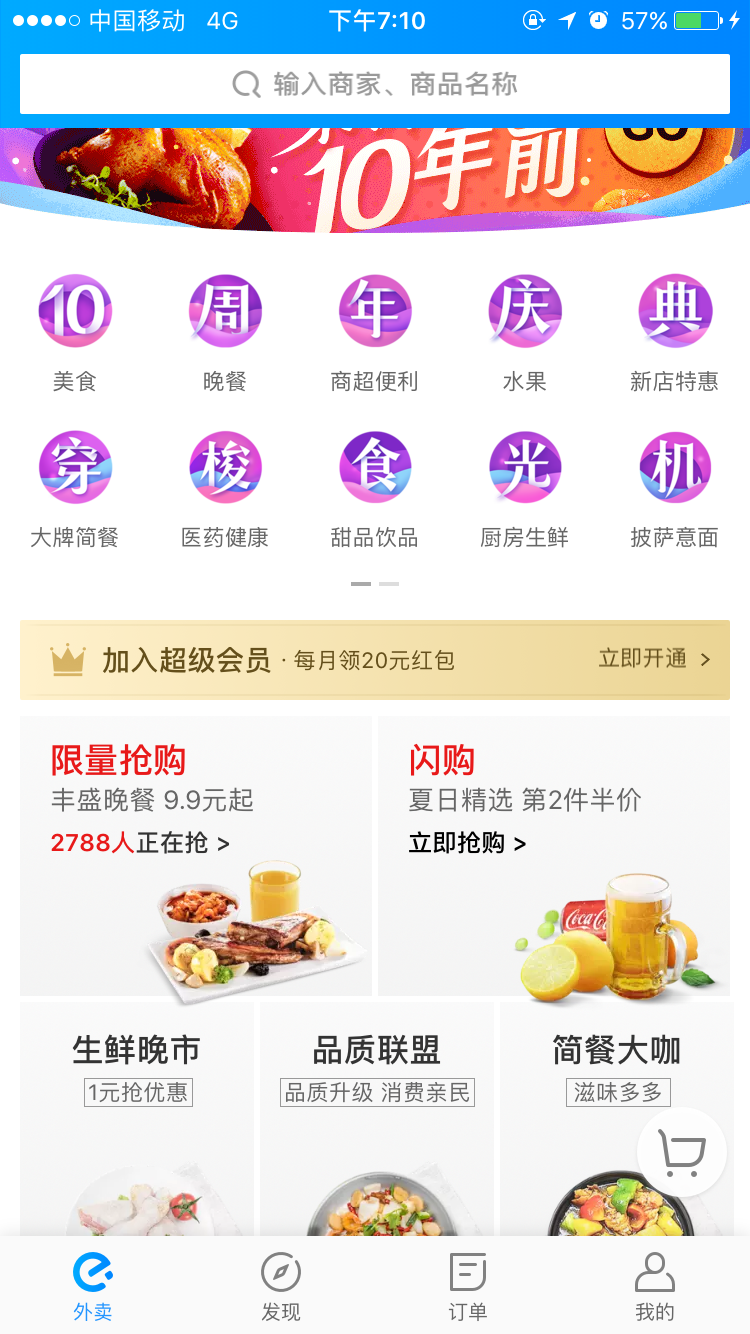 中国移动 4G 下午7:10 57%
输入商家、商品名称
10年前
10 周 年 庆 典
美食 晚餐 商超便利 水果 新店特惠
穿 梭 食 光 机
大牌简餐 医药健康 甜品饮品 厨房生鲜 披萨意面
加入超级会员 · 每月领20元红包 立即开通 >
限量抢购
丰盛晚餐 9.9元起
2788人正在抢 >
闪购
夏日精选 第2件半价
立即抢购 >
生鲜晚市
1元抢优惠
品质联盟
品质升级 消费亲民
简餐大咖
滋味多多
外卖 发现 订单 我的